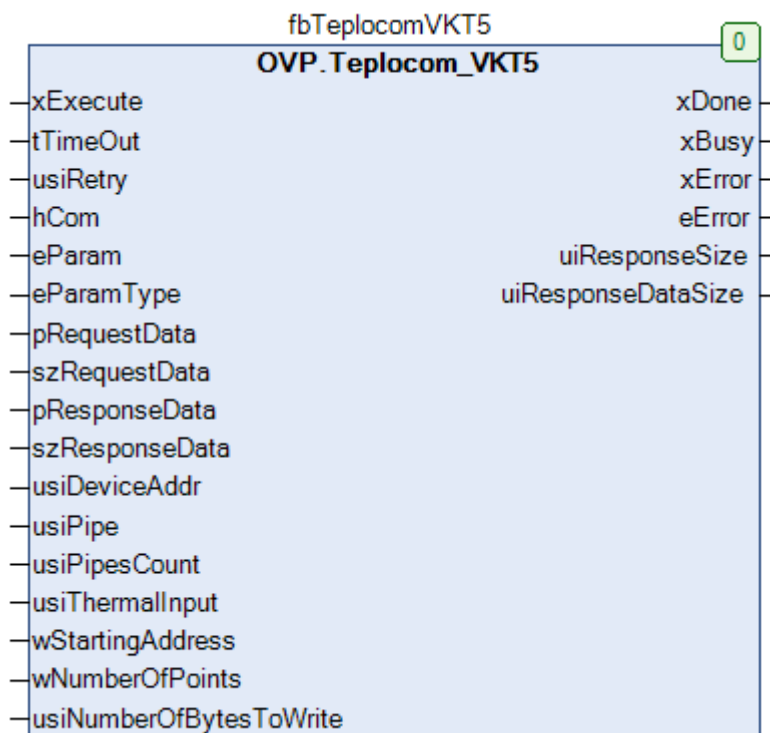 fbTeplocomVKT5
0
OVP.Teplocom_VKT5
xExecute xDone
tTimeOut xBusy
usiRetry xError
hCom eError
eParam uiResponseSize
eParamType uiResponseDataSize
pRequestData
szRequestData
pResponseData
szResponseData
usiDeviceAddr
usiPipe
usiPipesCount
usiThermalInput
wStartingAddress
wNumberOfPoints
usiNumberOfBytesToWrite